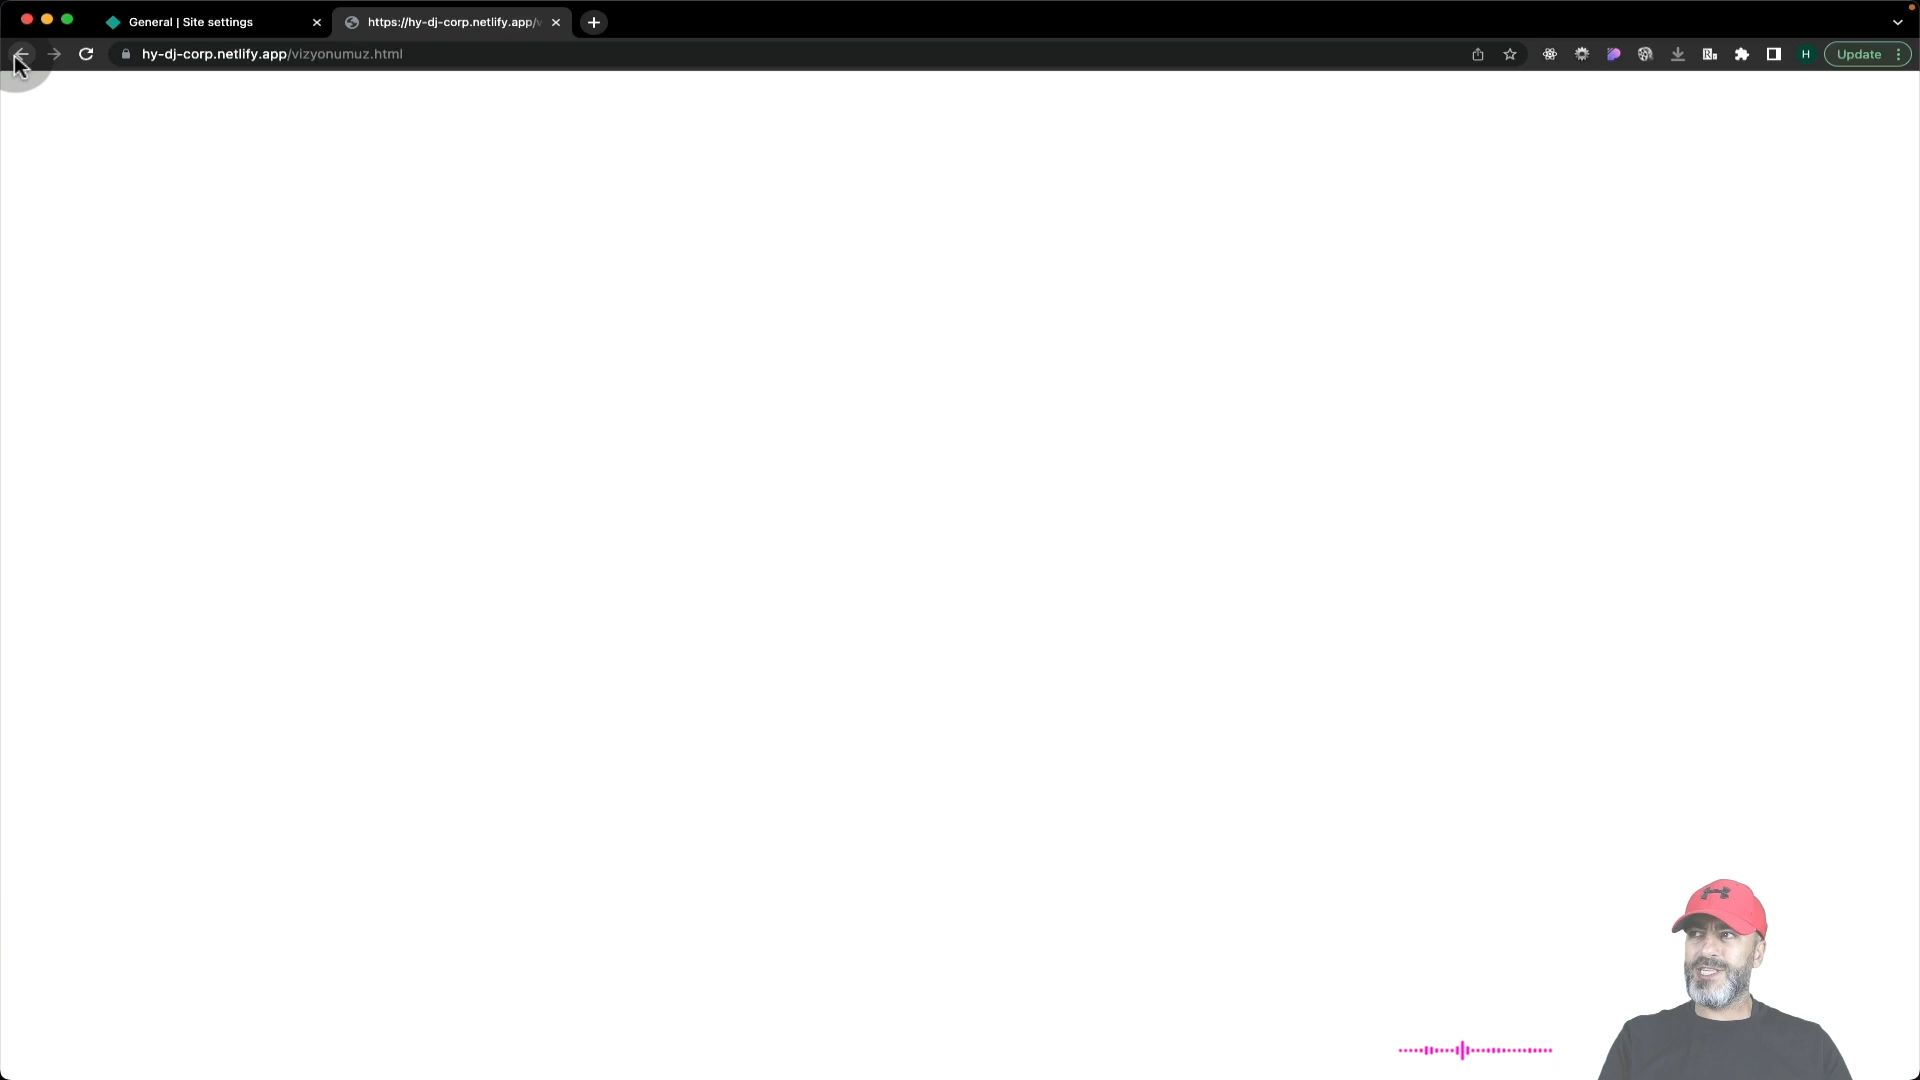 General | Site settings
https://hy-dj-corp.netlify.app/v
hy-dj-corp.netlify.app/vizyonumuz.html
H
Update